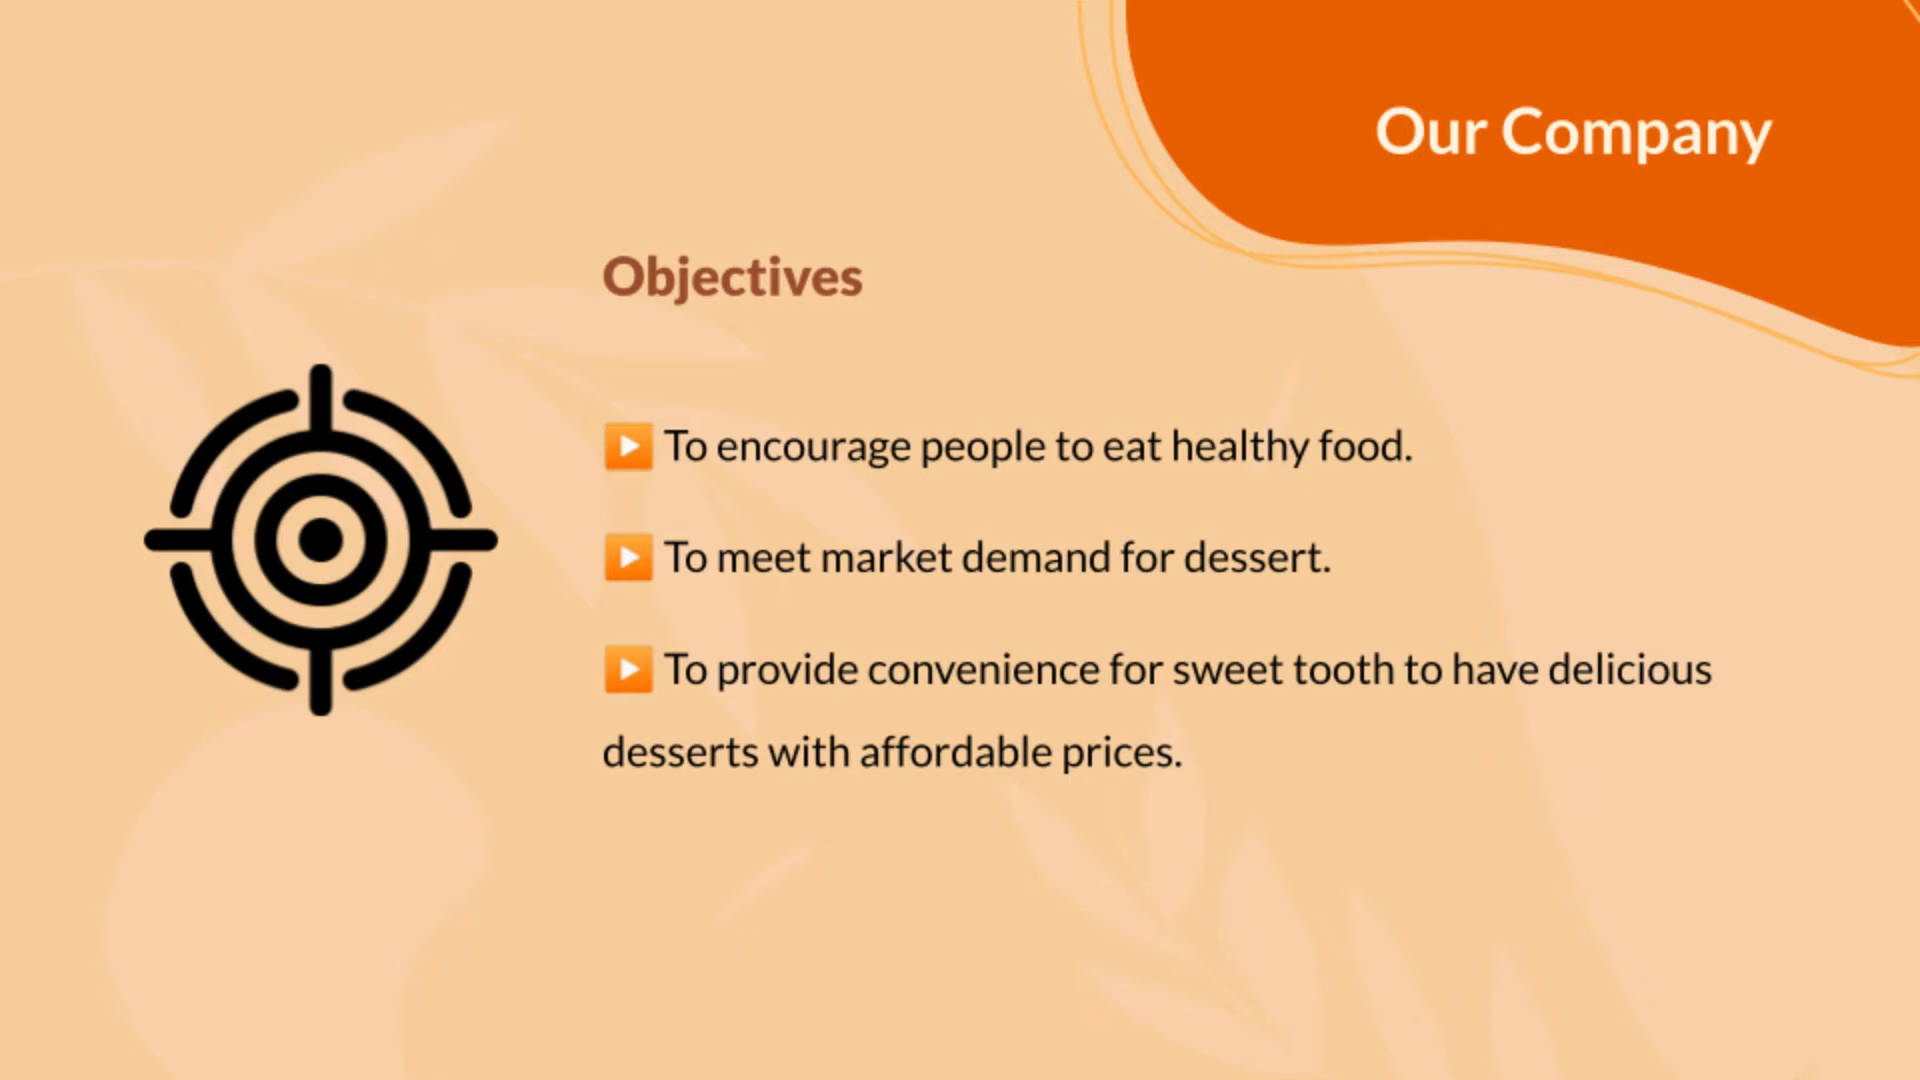 Our Company
Objectives
▶️ To encourage people to eat healthy food.
▶️ To meet market demand for dessert.
▶️ To provide convenience for sweet tooth to have delicious
desserts with affordable prices.